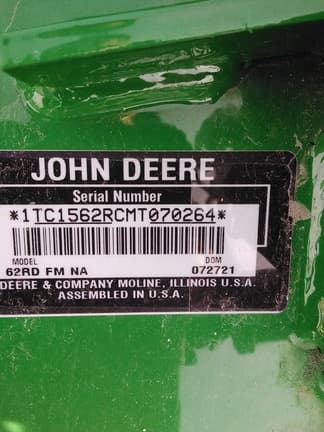 JOHN DEERE
Serial Number
*1TC1562RCMT070264*
MODEL DOM
62RD FM NA 072721
DEERE & COMPANY MOLINE, ILLINOIS U.S.A.
ASSEMBLED IN U.S.A.